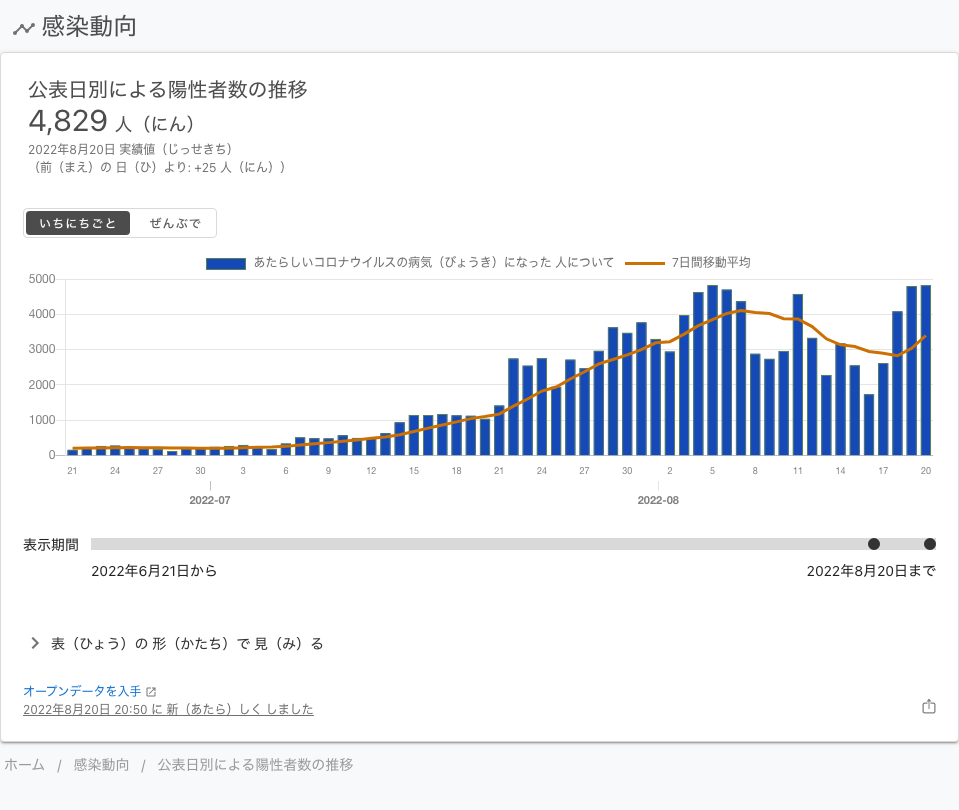 感染動向
公表日別による陽性者数の推移
4,829 人（にん）
2022年8月20日 実績値（じっせきち）
（前（まえ）の 日（ひ）より: +25 人（にん））
いちにちごと ぜんぶで
あたらしいコロナウイルスの病気（びょうき）になった 人について 7日間移動平均
5000
4000
3000
2000
1000
0
21 24 27 30 3 6 9 12 15 18 21 24 27 30 2 5 8 11 14 17 20
2022-07 2022-08
表示期間
2022年6月21日から 2022年8月20日まで
表（ひょう）の 形（かたち）で 見（み）る
オープンデータを入手
2022年8月20日 20:50 に 新（あたら）しく しました
ホーム / 感染動向 / 公表日別による陽性者数の推移